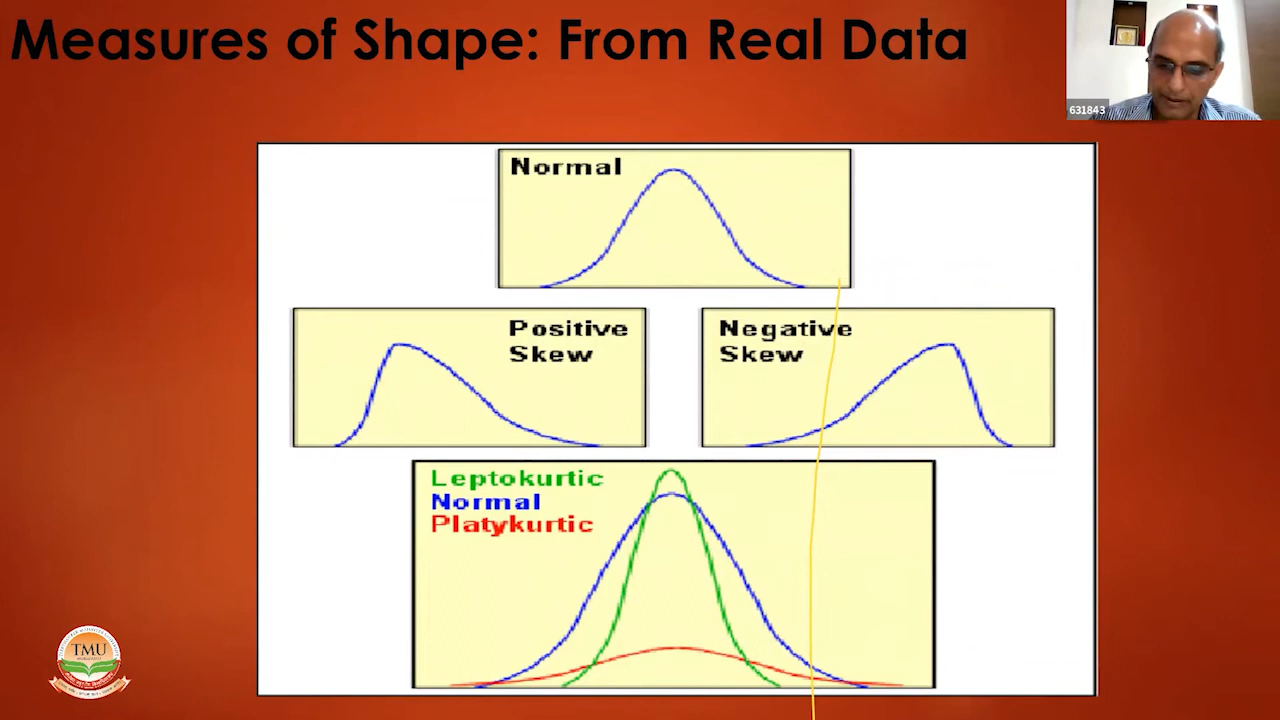 Measures of Shape: From Real Data
631843
Normal
Positive
Skew
Negative
Skew
Leptokurtic
Normal
Platykurtic
TMU